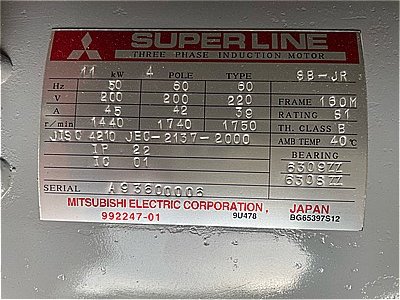 SUPER LINE
THREE PHASE INDUCTION MOTOR
11 kW 4 POLE TYPE SB-JR
Hz 50 60 60
V 200 200 220 FRAME 160M
A 45 42 39 RATING S1
r/min 1440 1740 1750 TH. CLASS B
JISC 4210 JEC-2137-2000 AMB TEMP 40℃
IP 22 BEARING
IC 01 6309ZZ
6308ZZ
SERIAL A93600006
MITSUBISHI ELECTRIC CORPORATION JAPAN
992247-01 9U478 BG65397S12